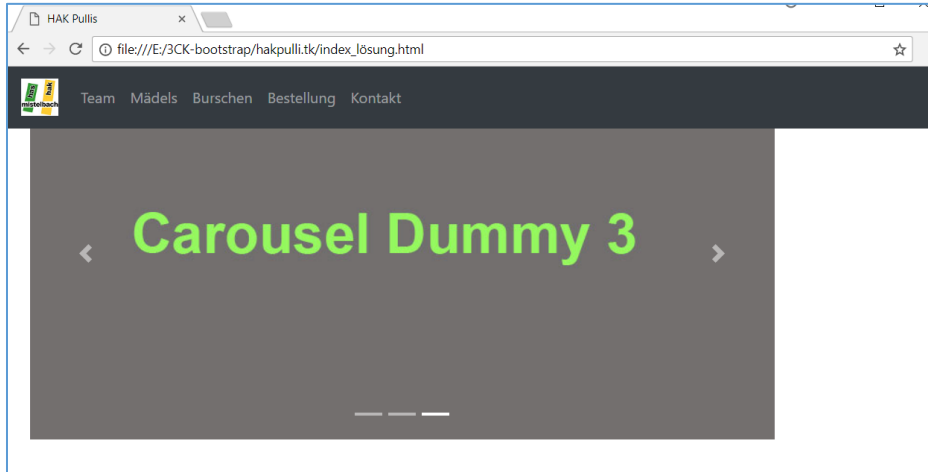 HAK Pullis
file:///E:/3CK-bootstrap/hakpulli.tk/index_lösung.html
has hak
mistelbach
Team Mädels Burschen Bestellung Kontakt
Carousel Dummy 3